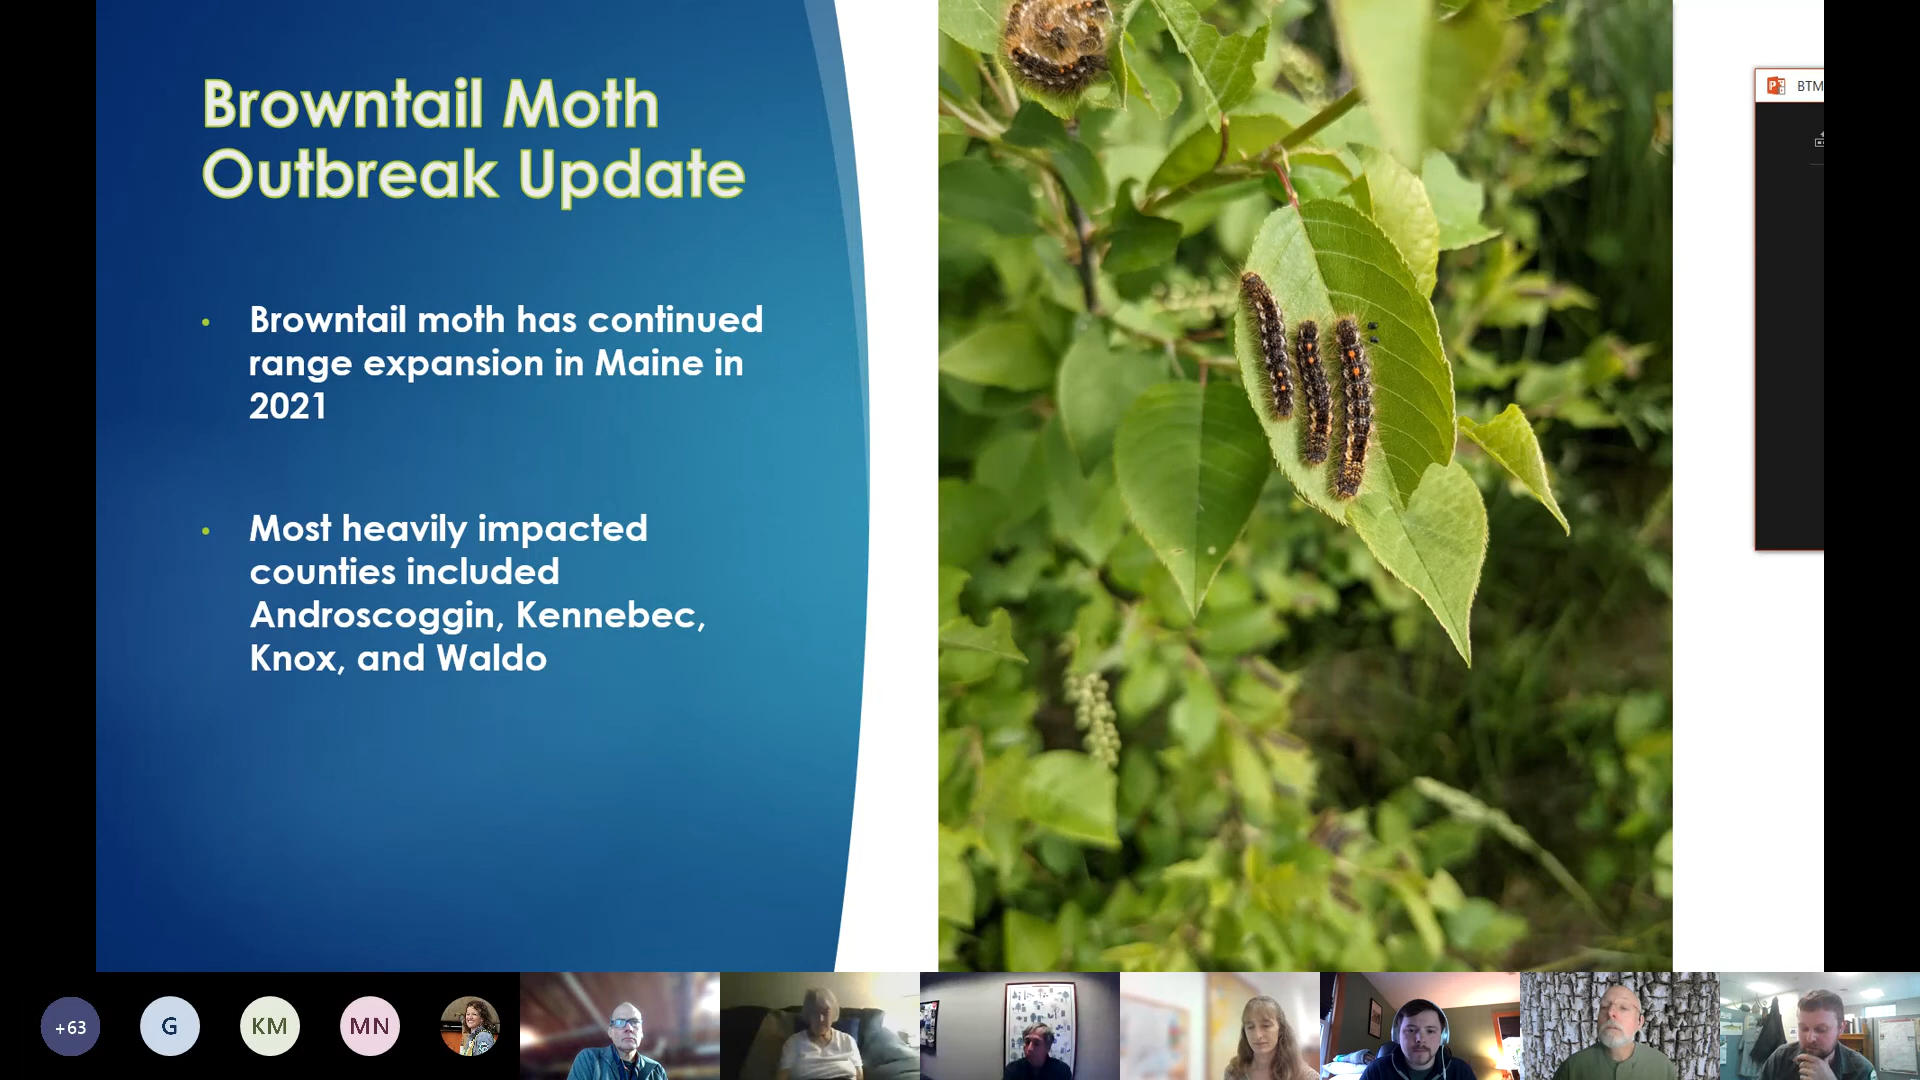 Browntail Moth
Outbreak Update
• Browntail moth has continued
range expansion in Maine in
2021
• Most heavily impacted
counties included
Androscoggin, Kennebec,
Knox, and Waldo
BTM
+63
G
KM
MN